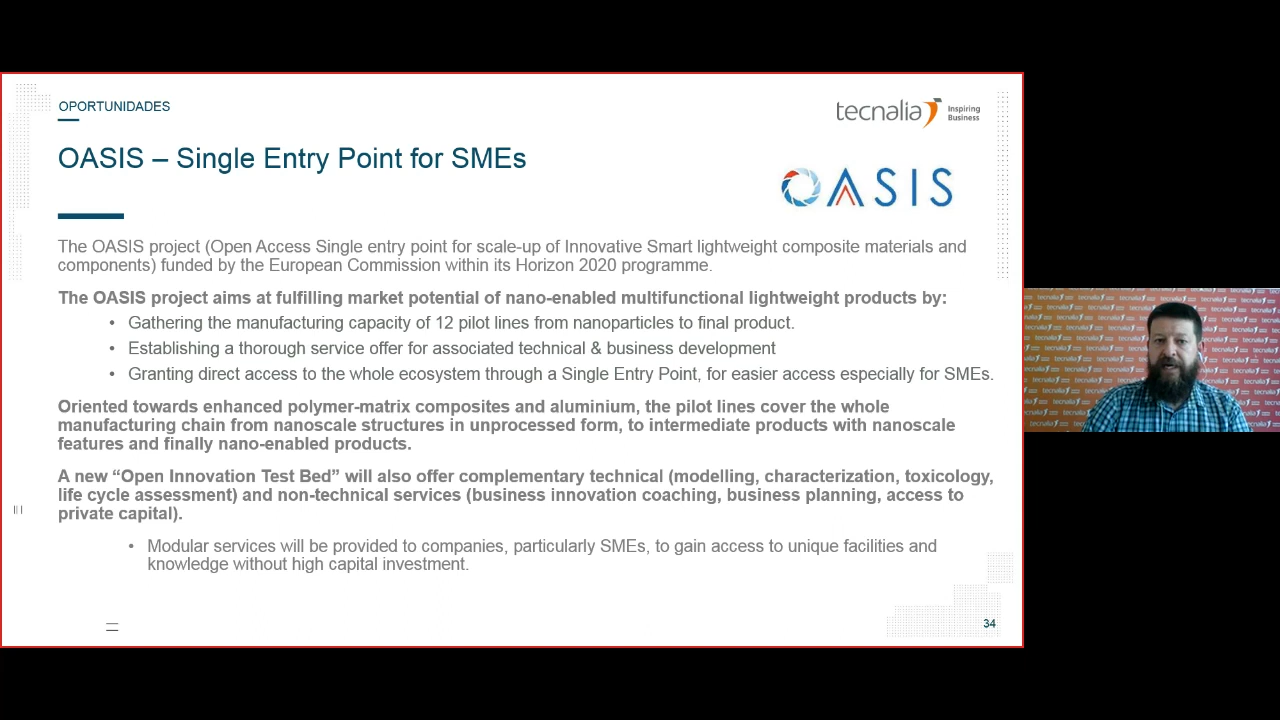 OPORTUNIDADES
tecnalia Inspiring
Business
OASIS – Single Entry Point for SMEs
OASIS
The OASIS project (Open Access Single entry point for scale-up of Innovative Smart lightweight composite materials and
components) funded by the European Commission within its Horizon 2020 programme.
The OASIS project aims at fulfilling market potential of nano-enabled multifunctional lightweight products by:
• Gathering the manufacturing capacity of 12 pilot lines from nanoparticles to final product.
• Establishing a thorough service offer for associated technical & business development
• Granting direct access to the whole ecosystem through a Single Entry Point, for easier access especially for SMEs.
Oriented towards enhanced polymer-matrix composites and aluminium, the pilot lines cover the whole
manufacturing chain from nanoscale structures in unprocessed form, to intermediate products with nanoscale
features and finally nano-enabled products.
A new “Open Innovation Test Bed” will also offer complementary technical (modelling, characterization, toxicology,
life cycle assessment) and non-technical services (business innovation coaching, business planning, access to
private capital).
• Modular services will be provided to companies, particularly SMEs, to gain access to unique facilities and
knowledge without high capital investment.
34
tecnalia